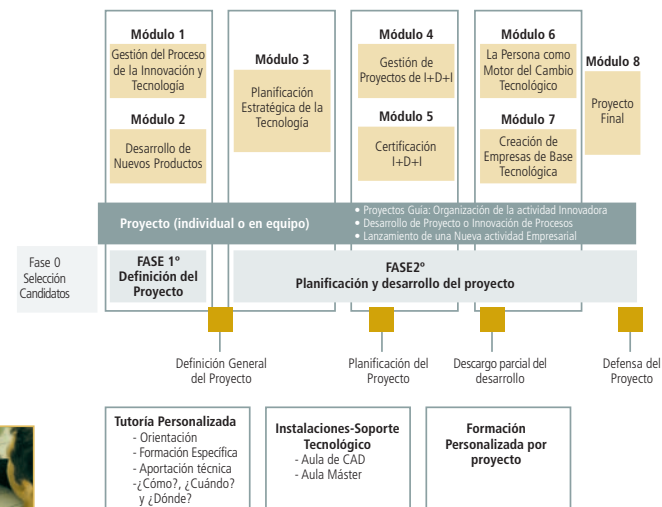 Módulo 1
Gestión del Proceso
de la Innovación y
Tecnología
Módulo 2
Desarrollo de
Nuevos Productos
Módulo 3
Planificación
Estratégica de la
Tecnología
Módulo 4
Gestión de
Proyectos de I+D+I
Módulo 5
Certificación
I+D+I
Módulo 6
La Persona como
Motor del Cambio
Tecnológico
Módulo 7
Creación de
Empresas de Base
Tecnológica
Módulo 8
Proyecto
Final
Proyecto (individual o en equipo)
• Proyectos Guía: Organización de la actividad Innovadora
• Desarrollo de Proyecto o Innovación de Procesos
• Lanzamiento de una Nueva actividad Empresarial
Fase 0
Selección
Candidatos
FASE 1º
Definición del
Proyecto
FASE2º
Planificación y desarrollo del proyecto
Definición General
del Proyecto
Planificación del
Proyecto
Descargo parcial del
desarrollo
Defensa del
Proyecto
Tutoría Personalizada
- Orientación
- Formación Específica
- Aportación técnica
-¿Cómo?, ¿Cuándo?
y ¿Dónde?
Instalaciones-Soporte
Tecnológico
- Aula de CAD
- Aula Máster
Formación
Personalizada por
proyecto